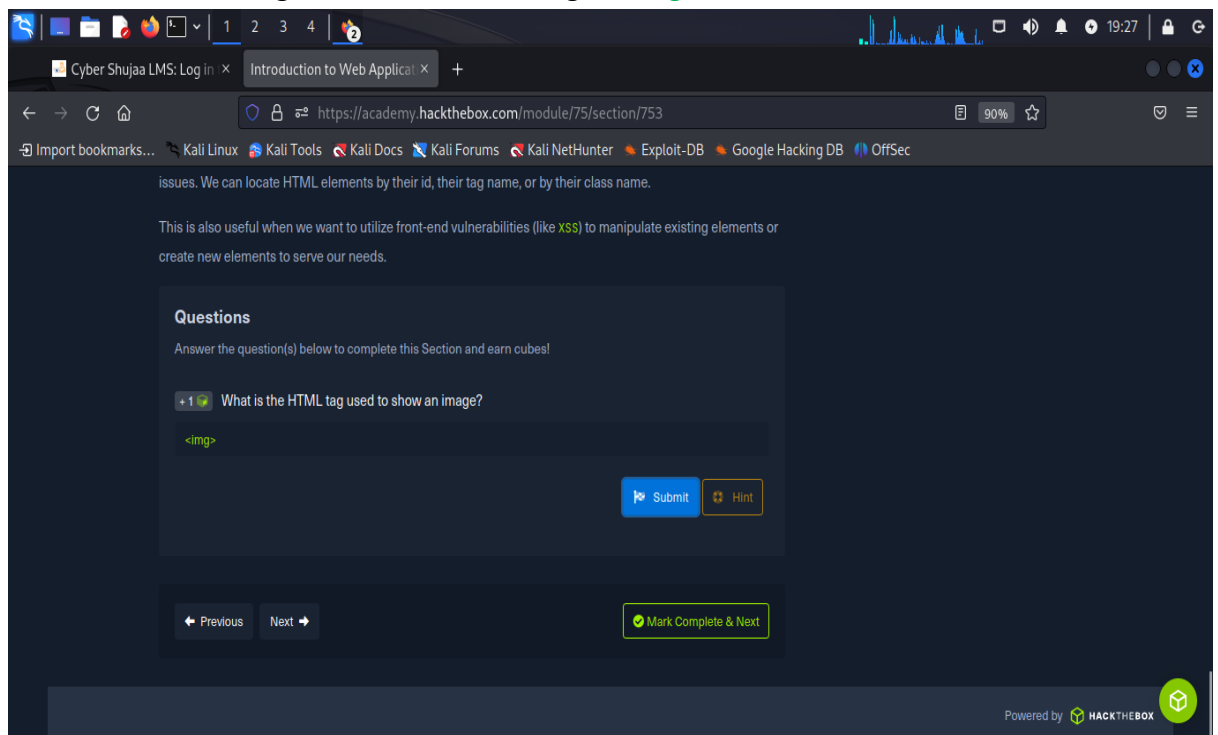 1 2 3 4 2 19:27
Cyber Shujaa LMS: Log in Introduction to Web Applicat
https://academy.hackthebox.com/module/75/section/753 90%
Import bookmarks... Kali Linux Kali Tools Kali Docs Kali Forums Kali NetHunter Exploit-DB Google Hacking DB OffSec
issues. We can locate HTML elements by their id, their tag name, or by their class name.
This is also useful when we want to utilize front-end vulnerabilities (like XSS) to manipulate existing elements or
create new elements to serve our needs.
Questions
Answer the question(s) below to complete this Section and earn cubes!
+ 1 What is the HTML tag used to show an image?
<img>
Submit Hint
Previous Next Mark Complete & Next
Powered by HACKTHEBOX